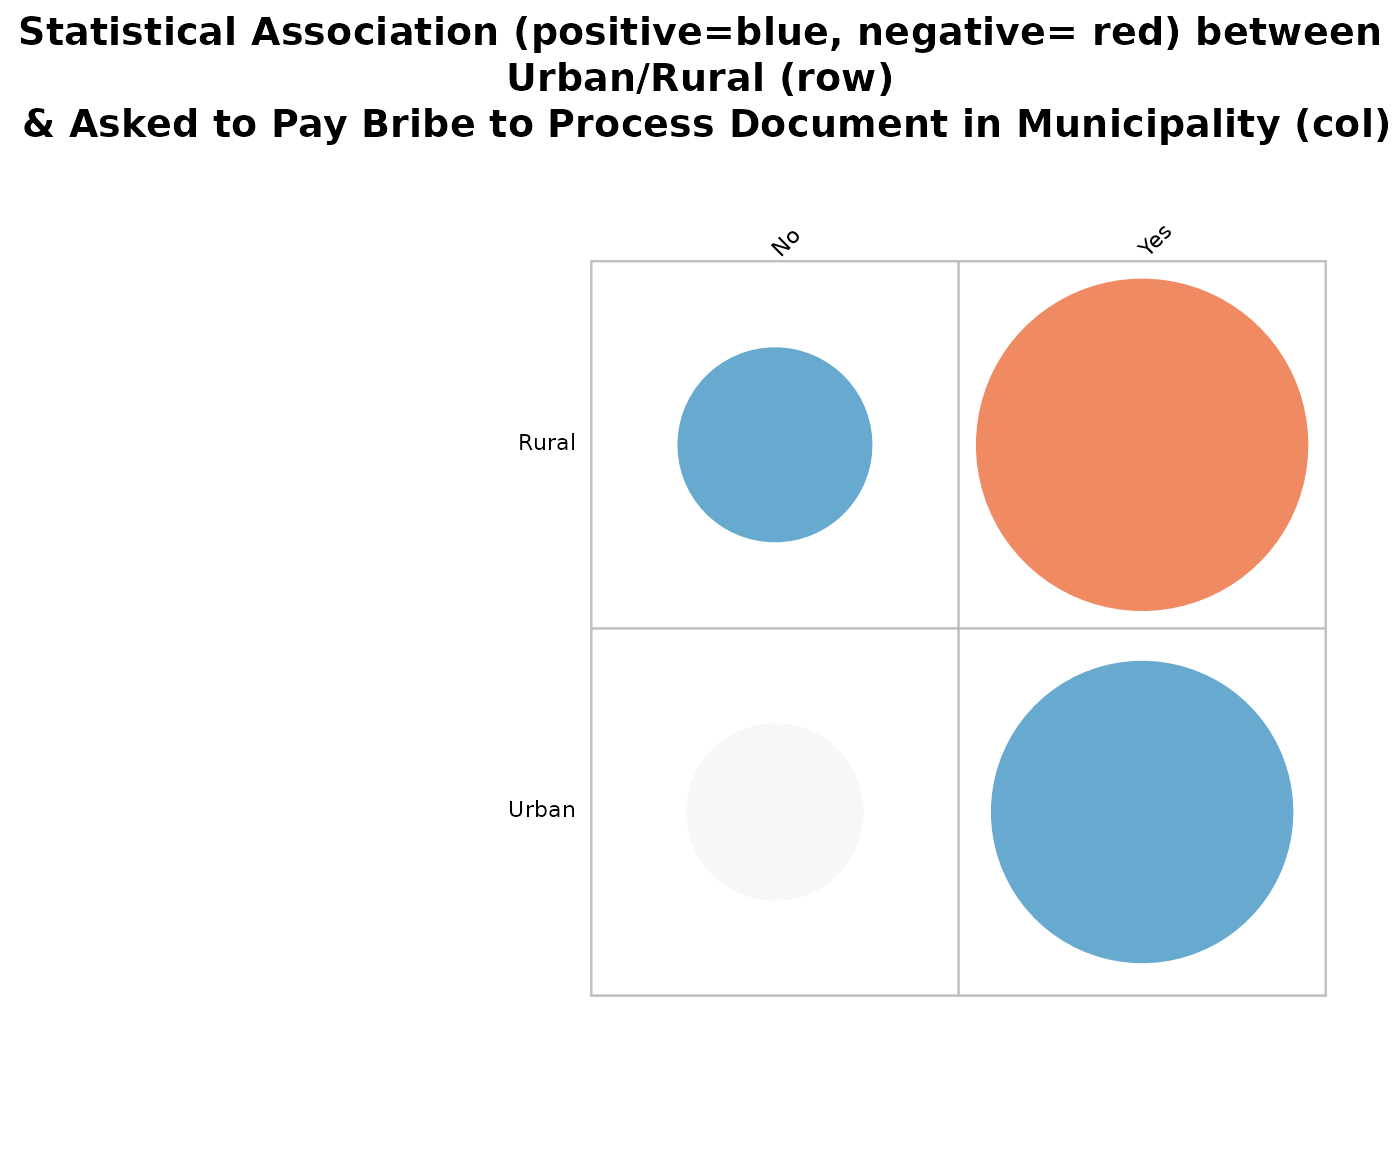 Statistical Association (positive=blue, negative= red) between
Urban/Rural (row)
& Asked to Pay Bribe to Process Document in Municipality (col)
No
Yes
Rural
Urban